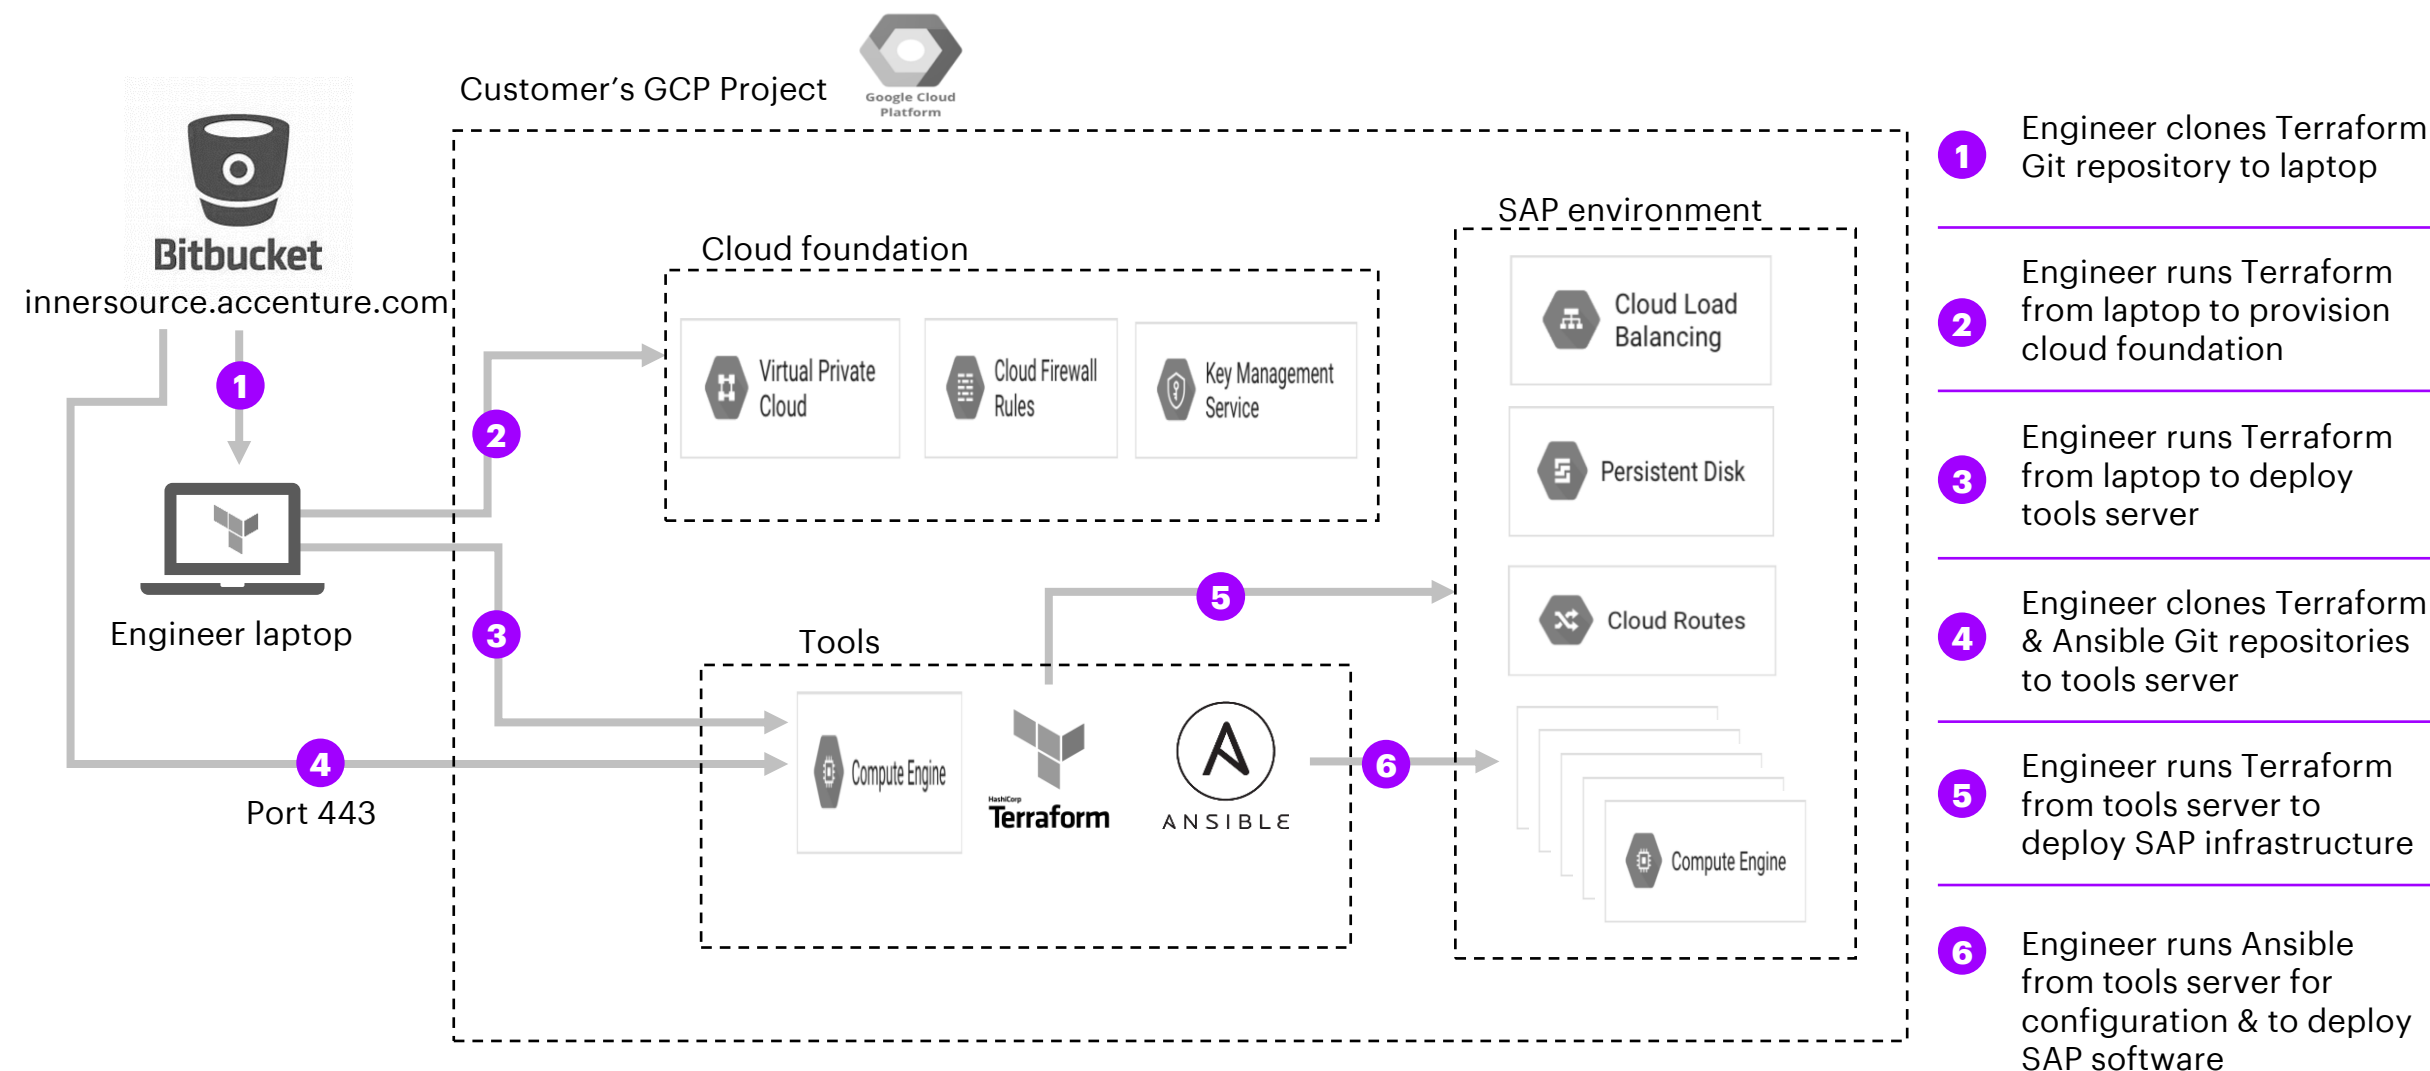 Customer's GCP Project
Google Cloud
Platform
Bitbucket
innersource.accenture.com
1
Engineer laptop
2
3
4
Port 443
Cloud foundation
Virtual Private
Cloud
Cloud Firewall
Rules
Key Management
Service
Tools
Compute Engine
HashiCorp
Terraform
ANSIBLE
5
6
SAP environment
Cloud Load
Balancing
Persistent Disk
Cloud Routes
Compute Engine
1
Engineer clones Terraform
Git repository to laptop
2
Engineer runs Terraform
from laptop to provision
cloud foundation
3
Engineer runs Terraform
from laptop to deploy
tools server
4
Engineer clones Terraform
& Ansible Git repositories
to tools server
5
Engineer runs Terraform
from tools server to
deploy SAP infrastructure
6
Engineer runs Ansible
from tools server for
configuration & to deploy
SAP software